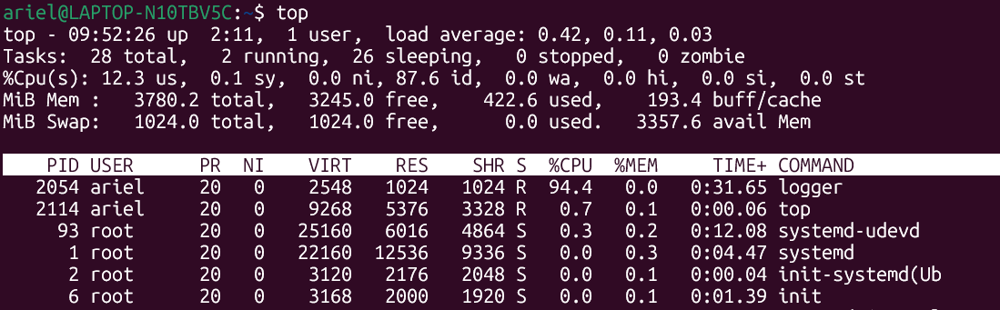 ariel@LAPTOP-N10TBV5C:~$ top
top - 09:52:26 up  2:11,  1 user,  load average: 0.42, 0.11, 0.03
Tasks:  28 total,   2 running,  26 sleeping,   0 stopped,   0 zombie
%Cpu(s): 12.3 us,  0.1 sy,  0.0 ni, 87.6 id,  0.0 wa,  0.0 hi,  0.0 si,  0.0 st
MiB Mem :   3780.2 total,   3245.0 free,    422.6 used,    193.4 buff/cache
MiB Swap:   1024.0 total,   1024.0 free,      0.0 used.   3357.6 avail Mem
PID USER      PR  NI    VIRT    RES    SHR S  %CPU  %MEM     TIME+ COMMAND
2054 ariel     20   0    2548   1024   1024 R  94.4   0.0   0:31.65 logger
2114 ariel     20   0    9268   5376   3328 R   0.7   0.1   0:00.06 top
93 root      20   0   25160   6016   4864 S   0.3   0.2   0:12.08 systemd-udevd
1 root      20   0   22160  12536   9336 S   0.0   0.3   0:04.47 systemd
2 root      20   0    3120   2176   2048 S   0.0   0.1   0:00.04 init-systemd(Ub
6 root      20   0    3168   2000   1920 S   0.0   0.1   0:01.39 init